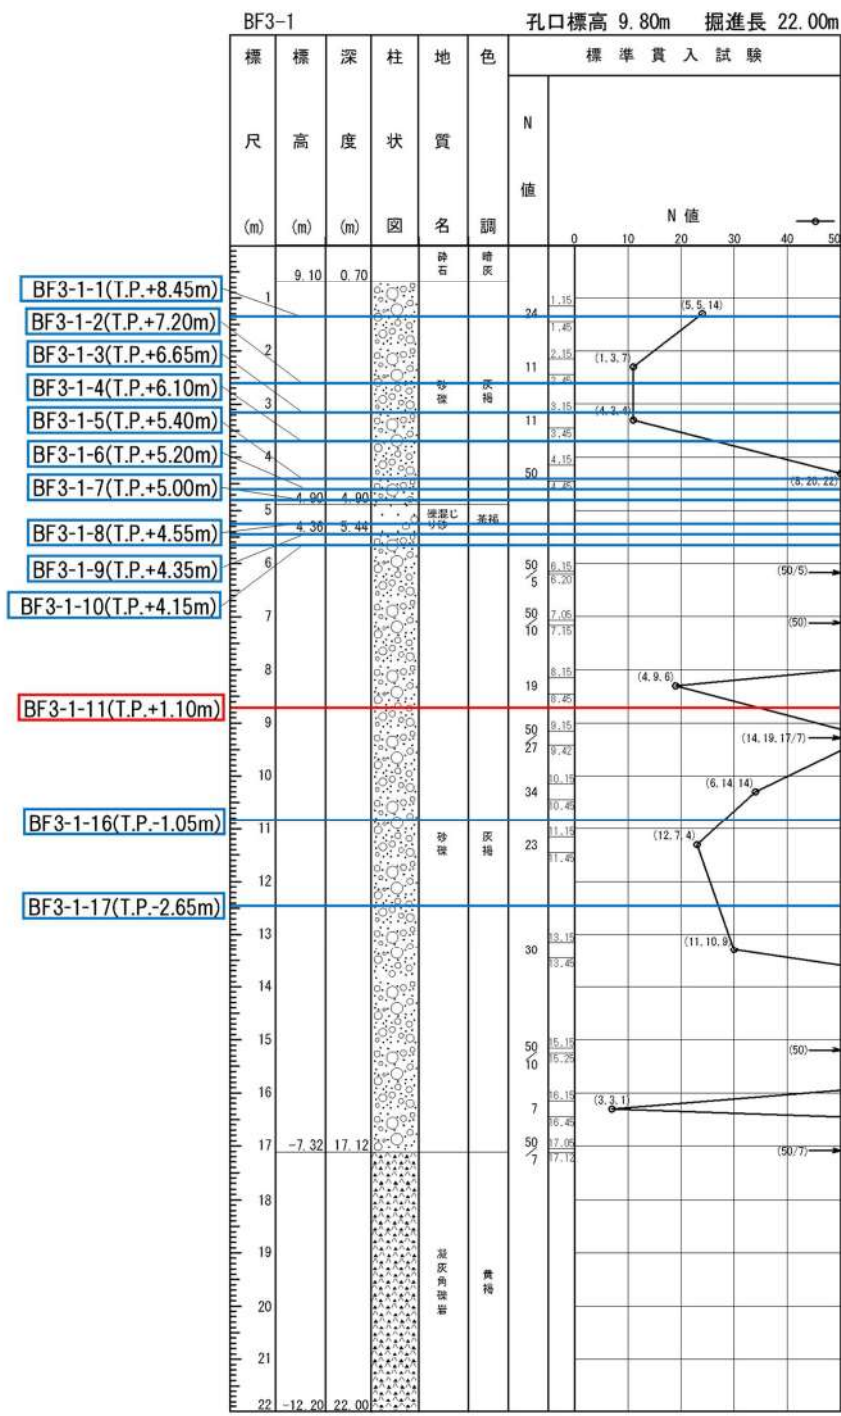 BF3-1 孔口標高 9.80m 掘進長 22.00m
標尺(m) 標高(m) 深度(m) 柱状図 地質名 色調 標準貫入試験
N値
N 値
0 10 20 30 40 50
砕石 暗灰
9.10 0.70
BF3-1-1(T.P.+8.45m)
1 24 1.15 1.45 (5,5,14)
BF3-1-2(T.P.+7.20m)
2 11 2.15 2.45 (1,3,7)
BF3-1-3(T.P.+6.65m)
砂礫 灰褐
BF3-1-4(T.P.+6.10m)
3 11 3.15 3.45 (4,3,4)
BF3-1-5(T.P.+5.40m)
BF3-1-6(T.P.+5.20m)
4 50 4.15 4.45 (8,20,22)
BF3-1-7(T.P.+5.00m)
4.90 4.90
5 礫混じり砂 茶褐
BF3-1-8(T.P.+4.55m)
4.36 5.44
BF3-1-9(T.P.+4.35m)
6 50/5 6.15 6.20 (50/5)
BF3-1-10(T.P.+4.15m)
7 50/10 7.05 7.15 (50)
8 19 8.15 8.45 (4,9,6)
BF3-1-11(T.P.+1.10m)
9 50/27 9.15 9.42 (14,19,17/7)
10 34 10.15 10.45 (6,14,14)
BF3-1-16(T.P.-1.05m)
11 砂礫 灰褐 23 11.15 11.45 (12,7,4)
12
BF3-1-17(T.P.-2.65m)
13 30 13.15 13.45 (11,10,9)
14
15 50/10 15.15 15.25 (50)
16 7 16.15 16.45 (3,3,1)
17 -7.32 17.12 50/7 17.05 17.12 (50/7)
18
19 凝灰角礫岩 黄褐
20
21
22 -12.20 22.00